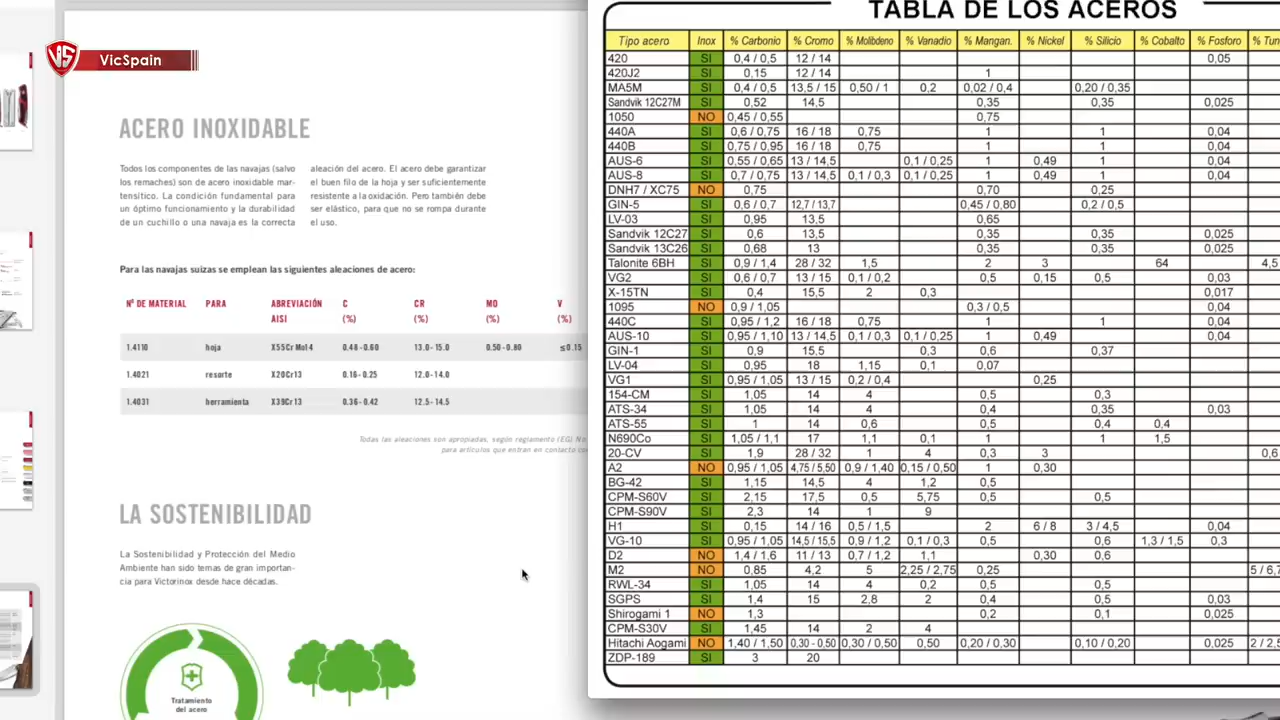 VicSpain
ACERO INOXIDABLE
Todos los componentes de las navajas (salvo
los remaches) son de acero inoxidable mar-
tensítico. La condición fundamental para
un óptimo funcionamiento y la durabilidad
de un cuchillo o una navaja es la correcta
aleación del acero. El acero debe garantizar
el buen filo de la hoja y ser suficientemente
resistente a la oxidación. Pero también debe
ser elástico, para que no se rompa durante
el uso.
Para las navajas suizas se emplean las siguientes aleaciones de acero:
Nº DE MATERIAL PARA ABREVIACIÓN AISI C (%) CR (%) MO (%) V (%)
1.4110 hoja X55CrMo14 0.48-0.60 13.0-15.0 0.50-0.80 ≤0.15
1.4021 resorte X20Cr13 0.16-0.25 12.0-14.0
1.4031 herramienta X39Cr13 0.36-0.42 12.5-14.5
Todas las aleaciones son apropiadas, según reglamento (EG) No
para artículos que entran en contacto co
LA SOSTENIBILIDAD
La Sostenibilidad y Protección del Medio
Ambiente han sido temas de gran importan-
cia para Victorinox desde hace décadas.
Tratamiento
del acero
TABLA DE LOS ACEROS
Tipo acero Inox % Carbonio % Cromo % Molibdeno % Vanadio % Mangan. % Nickel % Silicio % Cobalto % Fosforo % Tun
420 SI 0,4 / 0,5 12 / 14 0,05
420J2 SI 0,15 12 / 14 1
MA5M SI 0,4 / 0,5 13,5 / 15 0,50 / 1 0,2 0,02 / 0,4 0,20 / 0,35
Sandvik 12C27M SI 0,52 14,5 0,35 0,35 0,025
1050 NO 0,45 / 0,55 0,75
440A SI 0,6 / 0,75 16 / 18 0,75 1 1 0,04
440B SI 0,75 / 0,95 16 / 18 0,75 1 1 0,04
AUS-6 SI 0,55 / 0,65 13 / 14,5 0,1 / 0,25 1 0,49 1 0,04
AUS-8 SI 0,7 / 0,75 13 / 14,5 0,1 / 0,3 0,1 / 0,25 1 0,49 1 0,04
DNH7 / XC75 NO 0,75 0,70 0,25
GIN-5 SI 0,6 / 0,7 12,7 / 13,7 0,45 / 0,80 0,2 / 0,5
LV-03 SI 0,95 13,5 0,65
Sandvik 12C27 SI 0,6 13,5 0,35 0,35 0,025
Sandvik 13C26 SI 0,68 13 0,35 0,35 0,025
Talonite 6BH SI 0,9 / 1,4 28 / 32 1,5 2 3 2 64 4,5
VG2 SI 0,6 / 0,7 13 / 15 0,1 / 0,2 0,5 0,15 0,5 0,03
X-15TN SI 0,4 15,5 2 0,3 0,017
1095 NO 0,9 / 1,05 0,3 / 0,5 0,04
440C SI 0,95 / 1,2 16 / 18 0,75 1 1 0,04
AUS-10 SI 0,95 / 1,10 13 / 14,5 0,1 / 0,3 0,1 / 0,25 1 0,49 1 0,04
GIN-1 SI 0,9 15,5 0,3 0,6 0,37
LV-04 SI 0,95 18 1,15 0,1 0,07
VG1 SI 0,95 / 1,05 13 / 15 0,2 / 0,4 0,25
154-CM SI 1,05 14 4 0,5 0,3
ATS-34 SI 1,05 14 4 0,4 0,35 0,03
ATS-55 SI 1 14 0,6 0,5 0,4 0,4
N690Co SI 1,05 / 1,1 17 1,1 0,1 1 1 1,5
20-CV SI 1,9 28 / 32 1 4 0,3 3 0,6
A2 NO 0,95 / 1,05 4,75 / 5,50 0,9 / 1,40 0,15 / 0,50 1 0,30
BG-42 SI 1,15 14,5 4 1,2 0,5
CPM-S60V SI 2,15 17,5 0,5 5,75 0,5 0,5
CPM-S90V SI 2,3 14 1 9
H1 SI 0,15 14 / 16 0,5 / 1,5 2 6 / 8 3 / 4,5 0,04
VG-10 SI 0,95 / 1,05 14,5 / 15,5 0,9 / 1,2 0,1 / 0,3 0,5 0,6 1,3 / 1,5 0,3
D2 NO 1,4 / 1,6 11 / 13 0,7 / 1,2 1,1 0,30 0,6
M2 NO 0,85 4,2 5 2,25 / 2,75 0,25 5 / 6,7
RWL-34 SI 1,05 14 4 0,2 0,5 0,5
SGPS SI 1,4 15 2,8 2 0,4 0,5 0,03
Shirogami 1 NO 1,3 0,2 0,1 0,025
CPM-S30V SI 1,45 14 2 4
Hitachi Aogami NO 1,40 / 1,50 0,30 - 0,50 0,30 / 0,50 0,50 0,20 / 0,30 0,10 / 0,20 0,025 2 / 2,5
ZDP-189 SI 3 20